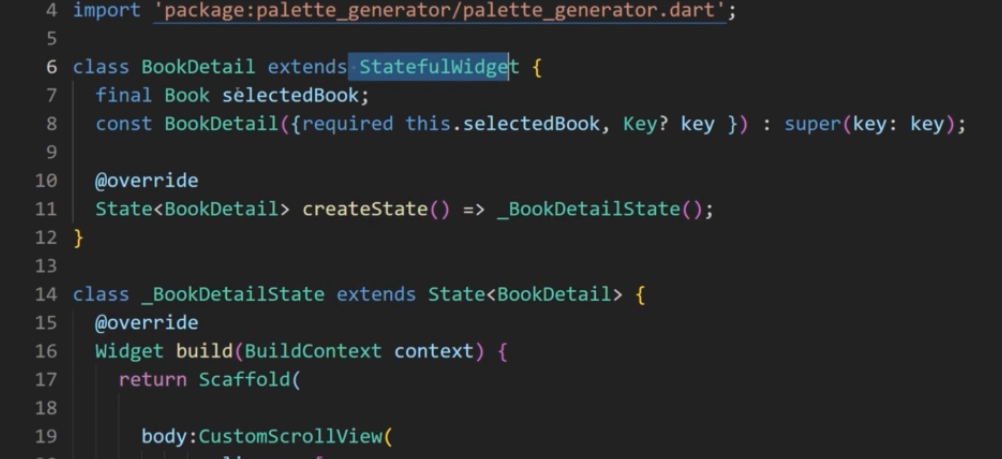 4 import 'package:palette_generator/palette_generator.dart';
5
6 class BookDetail extends StatefulWidget {
7 final Book selectedBook;
8 const BookDetail({required this.selectedBook, Key? key }) : super(key: key);
9
10 @override
11 State<BookDetail> createState() => _BookDetailState();
12 }
13
14 class _BookDetailState extends State<BookDetail> {
15 @override
16 Widget build(BuildContext context) {
17 return Scaffold(
18
19 body:CustomScrollView(